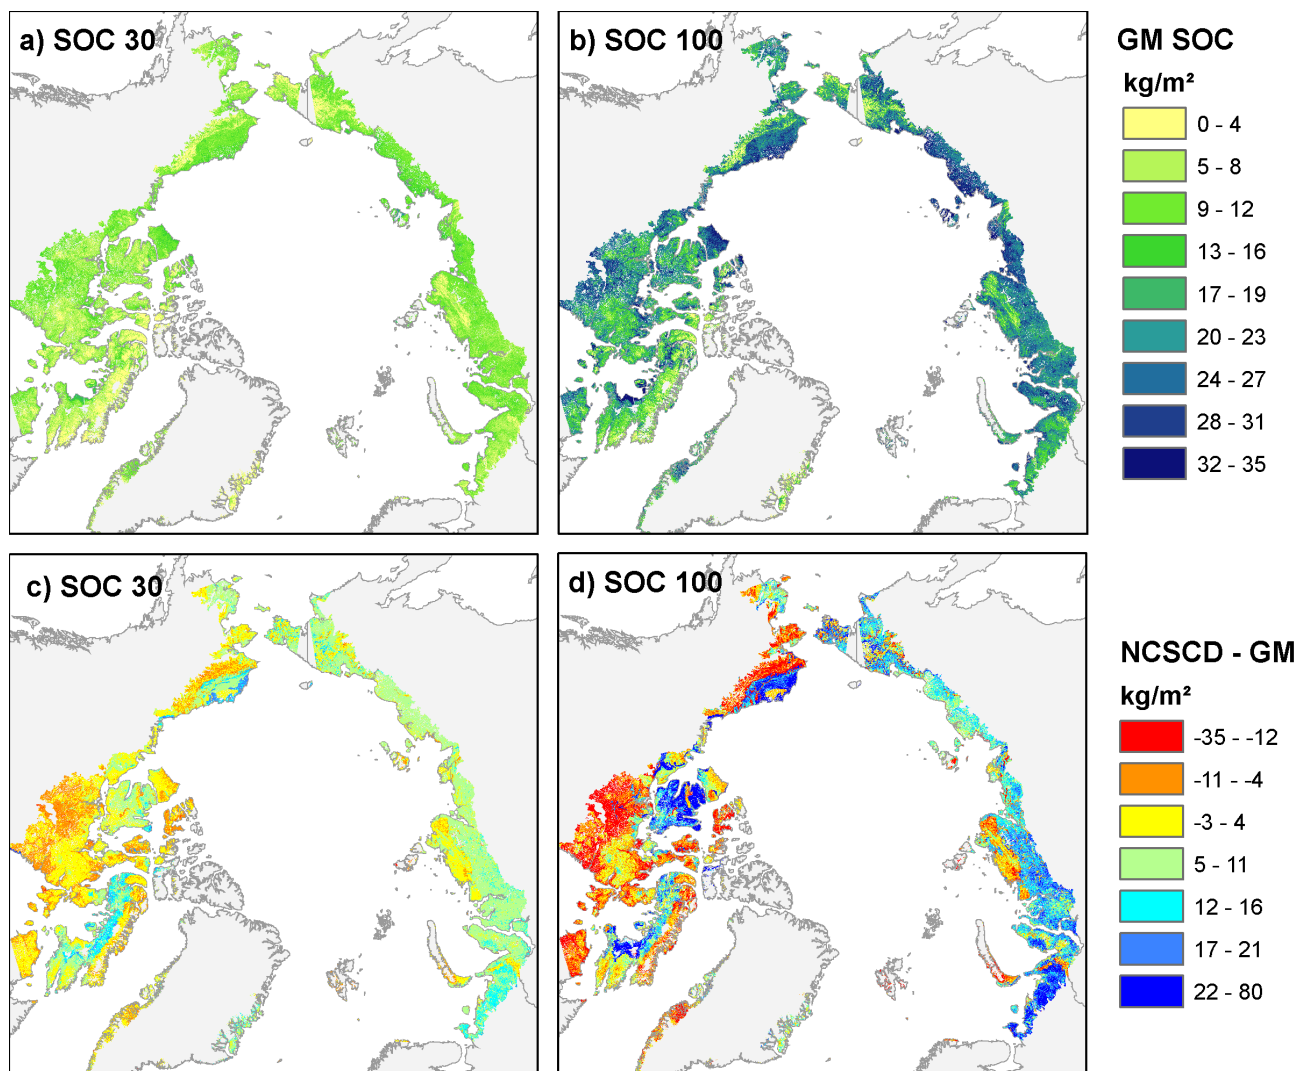 a) SOC 30
b) SOC 100
GM SOC
kg/m²
0 - 4
5 - 8
9 - 12
13 - 16
17 - 19
20 - 23
24 - 27
28 - 31
32 - 35
c) SOC 30
d) SOC 100
NCSCD - GM
kg/m²
-35 - -12
-11 - -4
-3 - 4
5 - 11
12 - 16
17 - 21
22 - 80